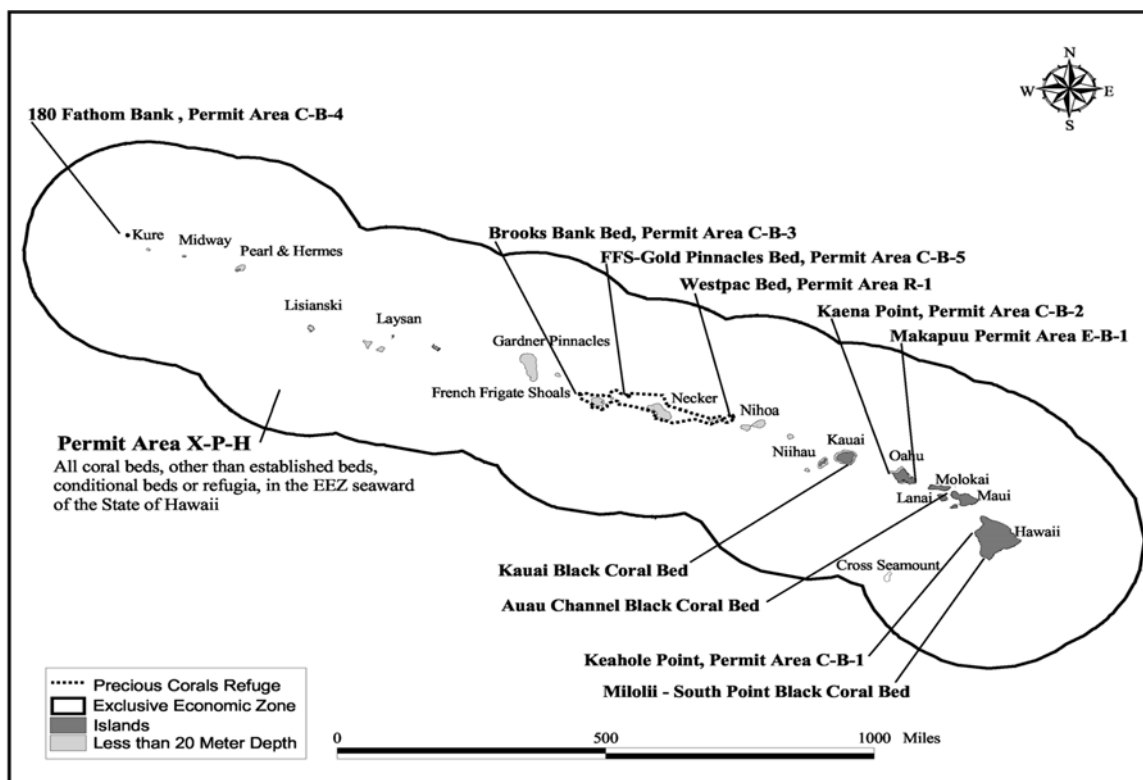 N
W E
S
180 Fathom Bank , Permit Area C-B-4
Kure
Midway
Pearl & Hermes
Lisianski
Laysan
Brooks Bank Bed, Permit Area C-B-3
FFS-Gold Pinnacles Bed, Permit Area C-B-5
Westpac Bed, Permit Area R-1
Kaena Point, Permit Area C-B-2
Makapuu Permit Area E-B-1
Gardner Pinnacles
French Frigate Shoals
Necker
Nihoa
Niihau
Kauai
Oahu
Molokai
Lanai
Maui
Hawaii
Cross Seamount
Permit Area X-P-H
All coral beds, other than established beds,
conditional beds or refugia, in the EEZ seaward
of the State of Hawaii
Kauai Black Coral Bed
Auau Channel Black Coral Bed
Keahole Point, Permit Area C-B-1
Milolii - South Point Black Coral Bed
Precious Corals Refuge
Exclusive Economic Zone
Islands
Less than 20 Meter Depth
0 500 1000 Miles